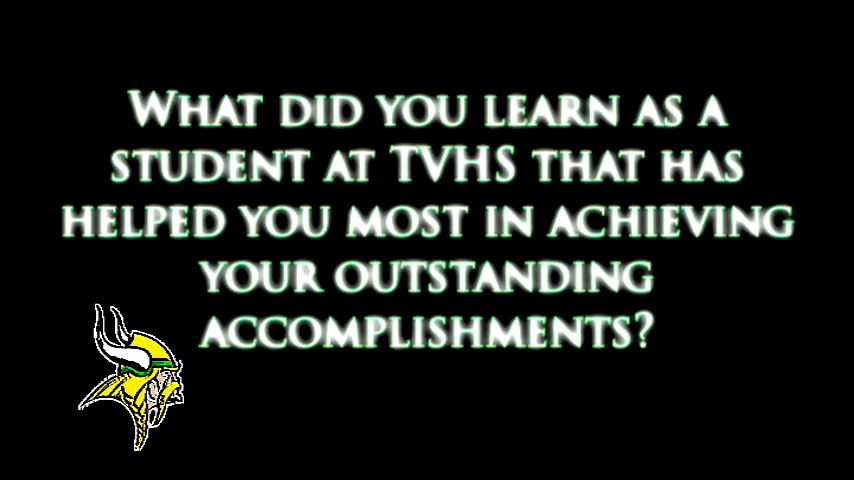 What did you learn as a
student at TVHS that has
helped you most in achieving
your outstanding
accomplishments?